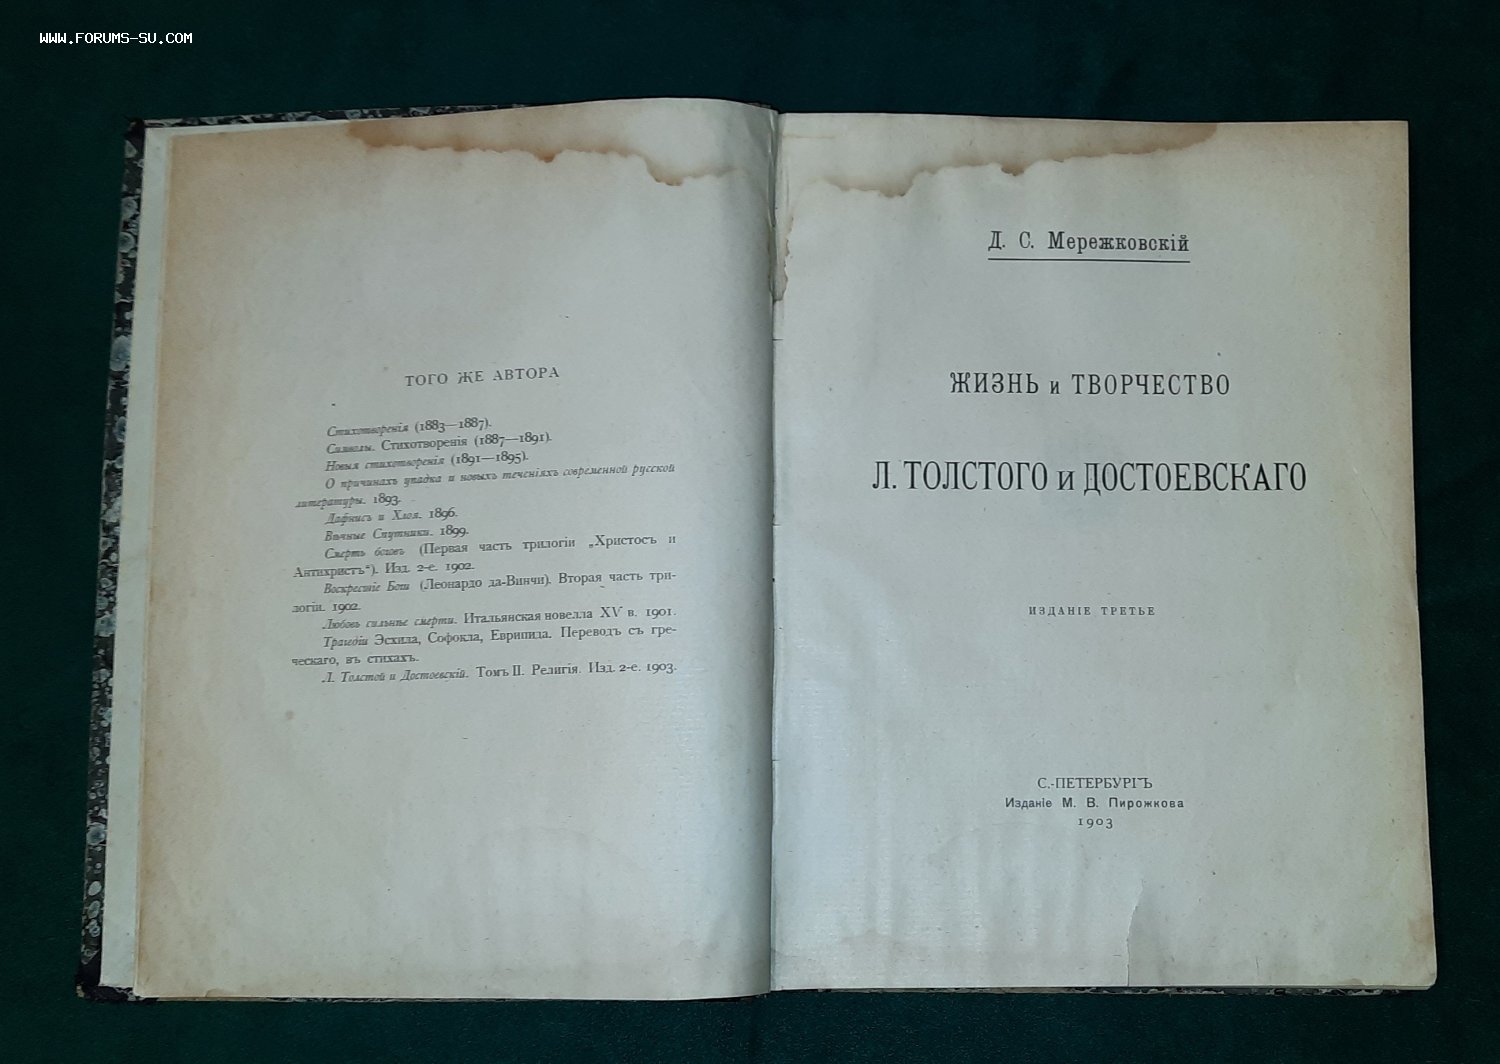 WWW.FORUMS-SU.COM
ТОГО ЖЕ АВТОРА
Стихотворенія (1883—1887).
Символы. Стихотворенія (1887—1891).
Новыя стихотворенія (1891—1895).
О причинахъ упадка и новыхъ теченіяхъ современной русской
литературы. 1893.
Дафнисъ и Хлоя. 1896.
Вѣчные Спутники. 1899.
Смерть боговъ (Первая часть трилогіи „Христосъ и
Антихристъ“). Изд. 2-е. 1902.
Воскресшіе Боги (Леонардо да-Винчи). Вторая часть три-
логіи. 1902.
Любовь сильнѣе смерти. Итальянская новелла XV в. 1901.
Трагедіи Эсхила, Софокла, Еврипида. Переводъ съ гре-
ческаго, въ стихахъ.
Л. Толстой и Достоевскій. Томъ II. Религія. Изд. 2-е. 1903.
Д. С. Мережковскій
ЖИЗНЬ и ТВОРЧЕСТВО
Л. ТОЛСТОГО и ДОСТОЕВСКАГО
ИЗДАНІЕ ТРЕТЬЕ
С.-ПЕТЕРБУРГЪ
Изданіе М. В. Пирожкова
1903